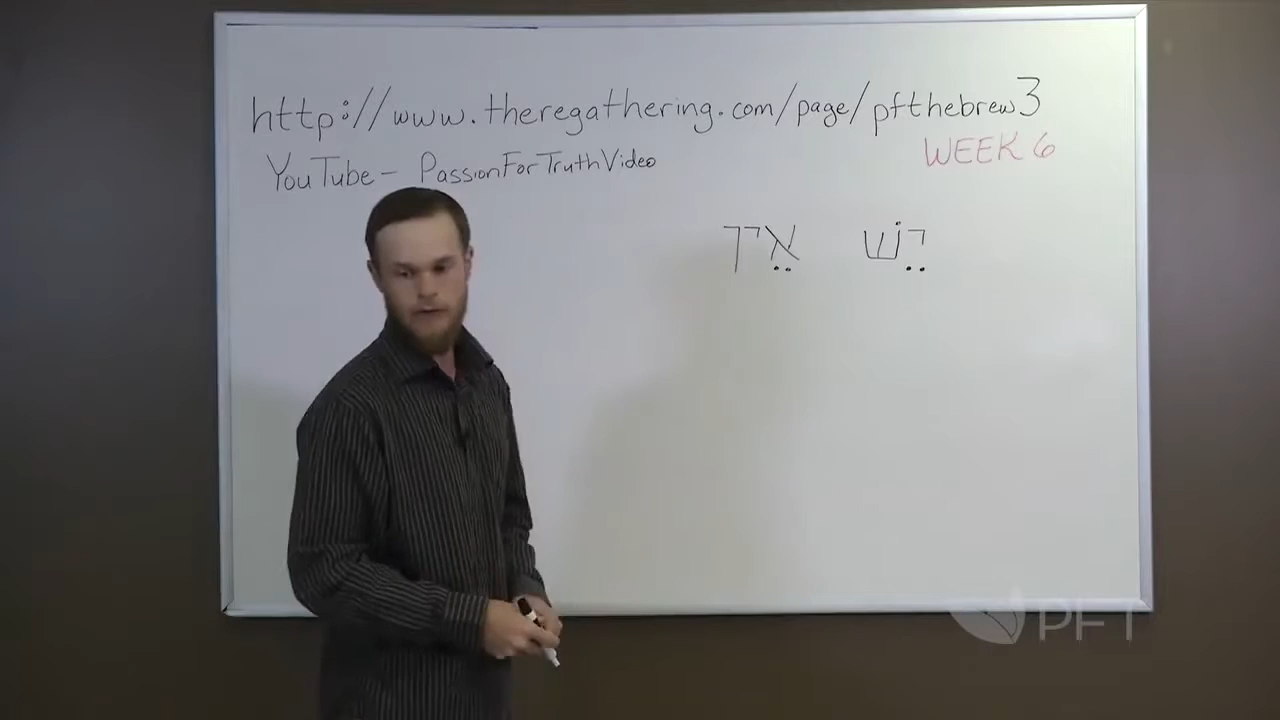 http://www.theregathering.com/page/pfthebrew3
WEEK 6
YouTube - PassionForTruthVideo
יֵשׁ אֵין
PFT